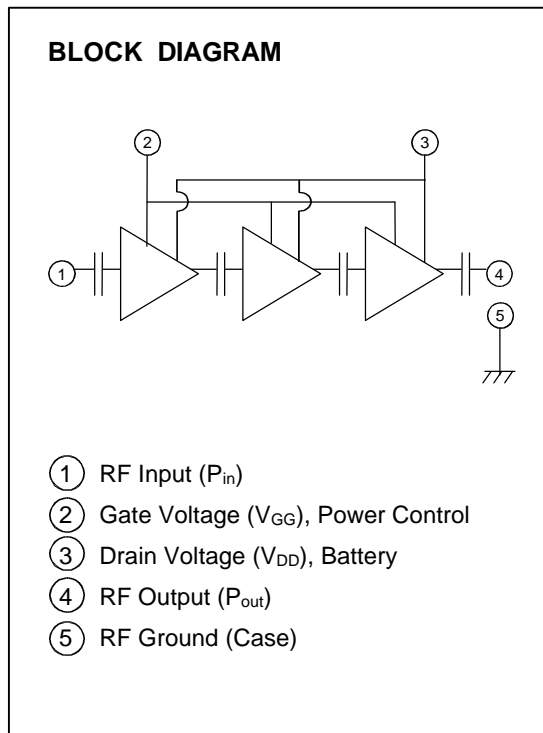 BLOCK DIAGRAM
2
3
1
4
5
1 RF Input (Pin)
2 Gate Voltage (VGG), Power Control
3 Drain Voltage (VDD), Battery
4 RF Output (Pout)
5 RF Ground (Case)